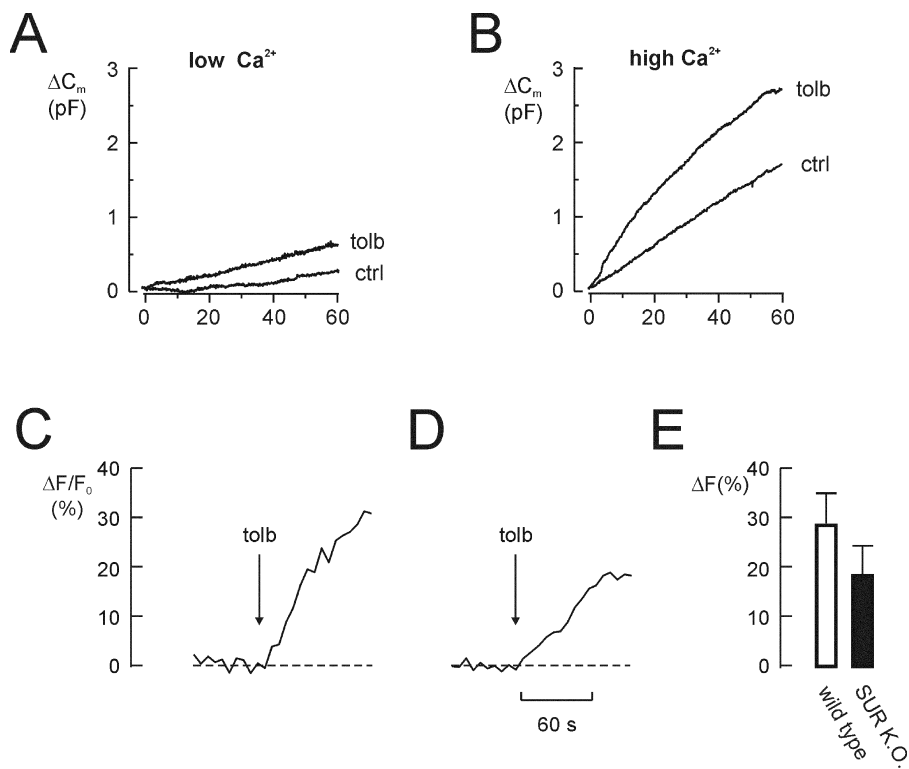 A
low Ca²⁺
ΔCₘ
(pF)
3
2
1
0
tolb
ctrl
0 20 40 60
B
high Ca²⁺
ΔCₘ
(pF)
3
2
1
0
tolb
ctrl
0 20 40 60
C
ΔF/F₀
(%)
40
30
20
10
0
tolb
D
tolb
60 s
E
ΔF(%)
40
30
20
10
0
wild type
SUR K.O.